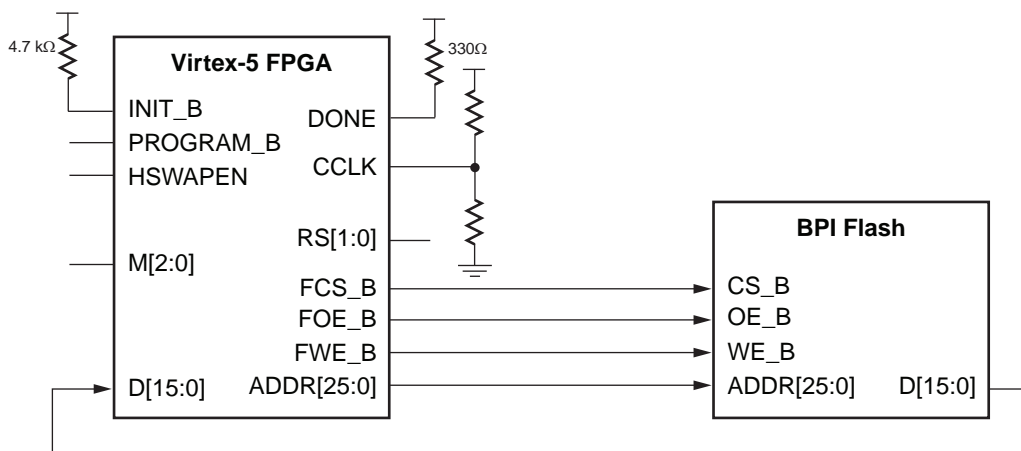 4.7 kΩ
330Ω
Virtex-5 FPGA
INIT_B
PROGRAM_B
HSWAPEN
M[2:0]
D[15:0]
DONE
CCLK
RS[1:0]
FCS_B
FOE_B
FWE_B
ADDR[25:0]
BPI Flash
CS_B
OE_B
WE_B
ADDR[25:0]
D[15:0]